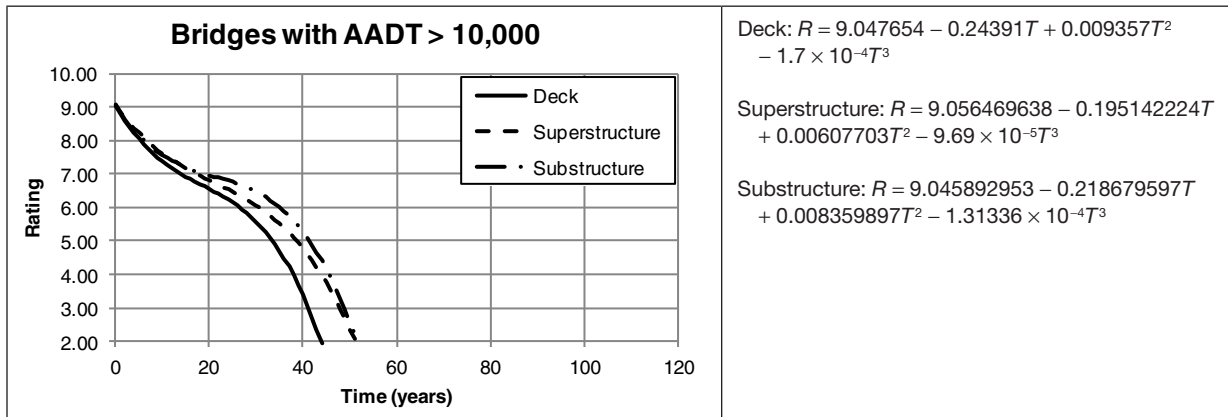 Bridges with AADT > 10,000
10.00
9.00
8.00
7.00
6.00
5.00
4.00
3.00
2.00
Rating
Deck
Superstructure
Substructure
0
20
40
60
80
100
120
Time (years)
Deck: R = 9.047654 – 0.24391T + 0.009357T²
– 1.7 × 10⁻⁴T³
Superstructure: R = 9.056469638 – 0.195142224T
+ 0.00607703T² – 9.69 × 10⁻⁵T³
Substructure: R = 9.045892953 – 0.218679597T
+ 0.008359897T² – 1.31336 × 10⁻⁴T³